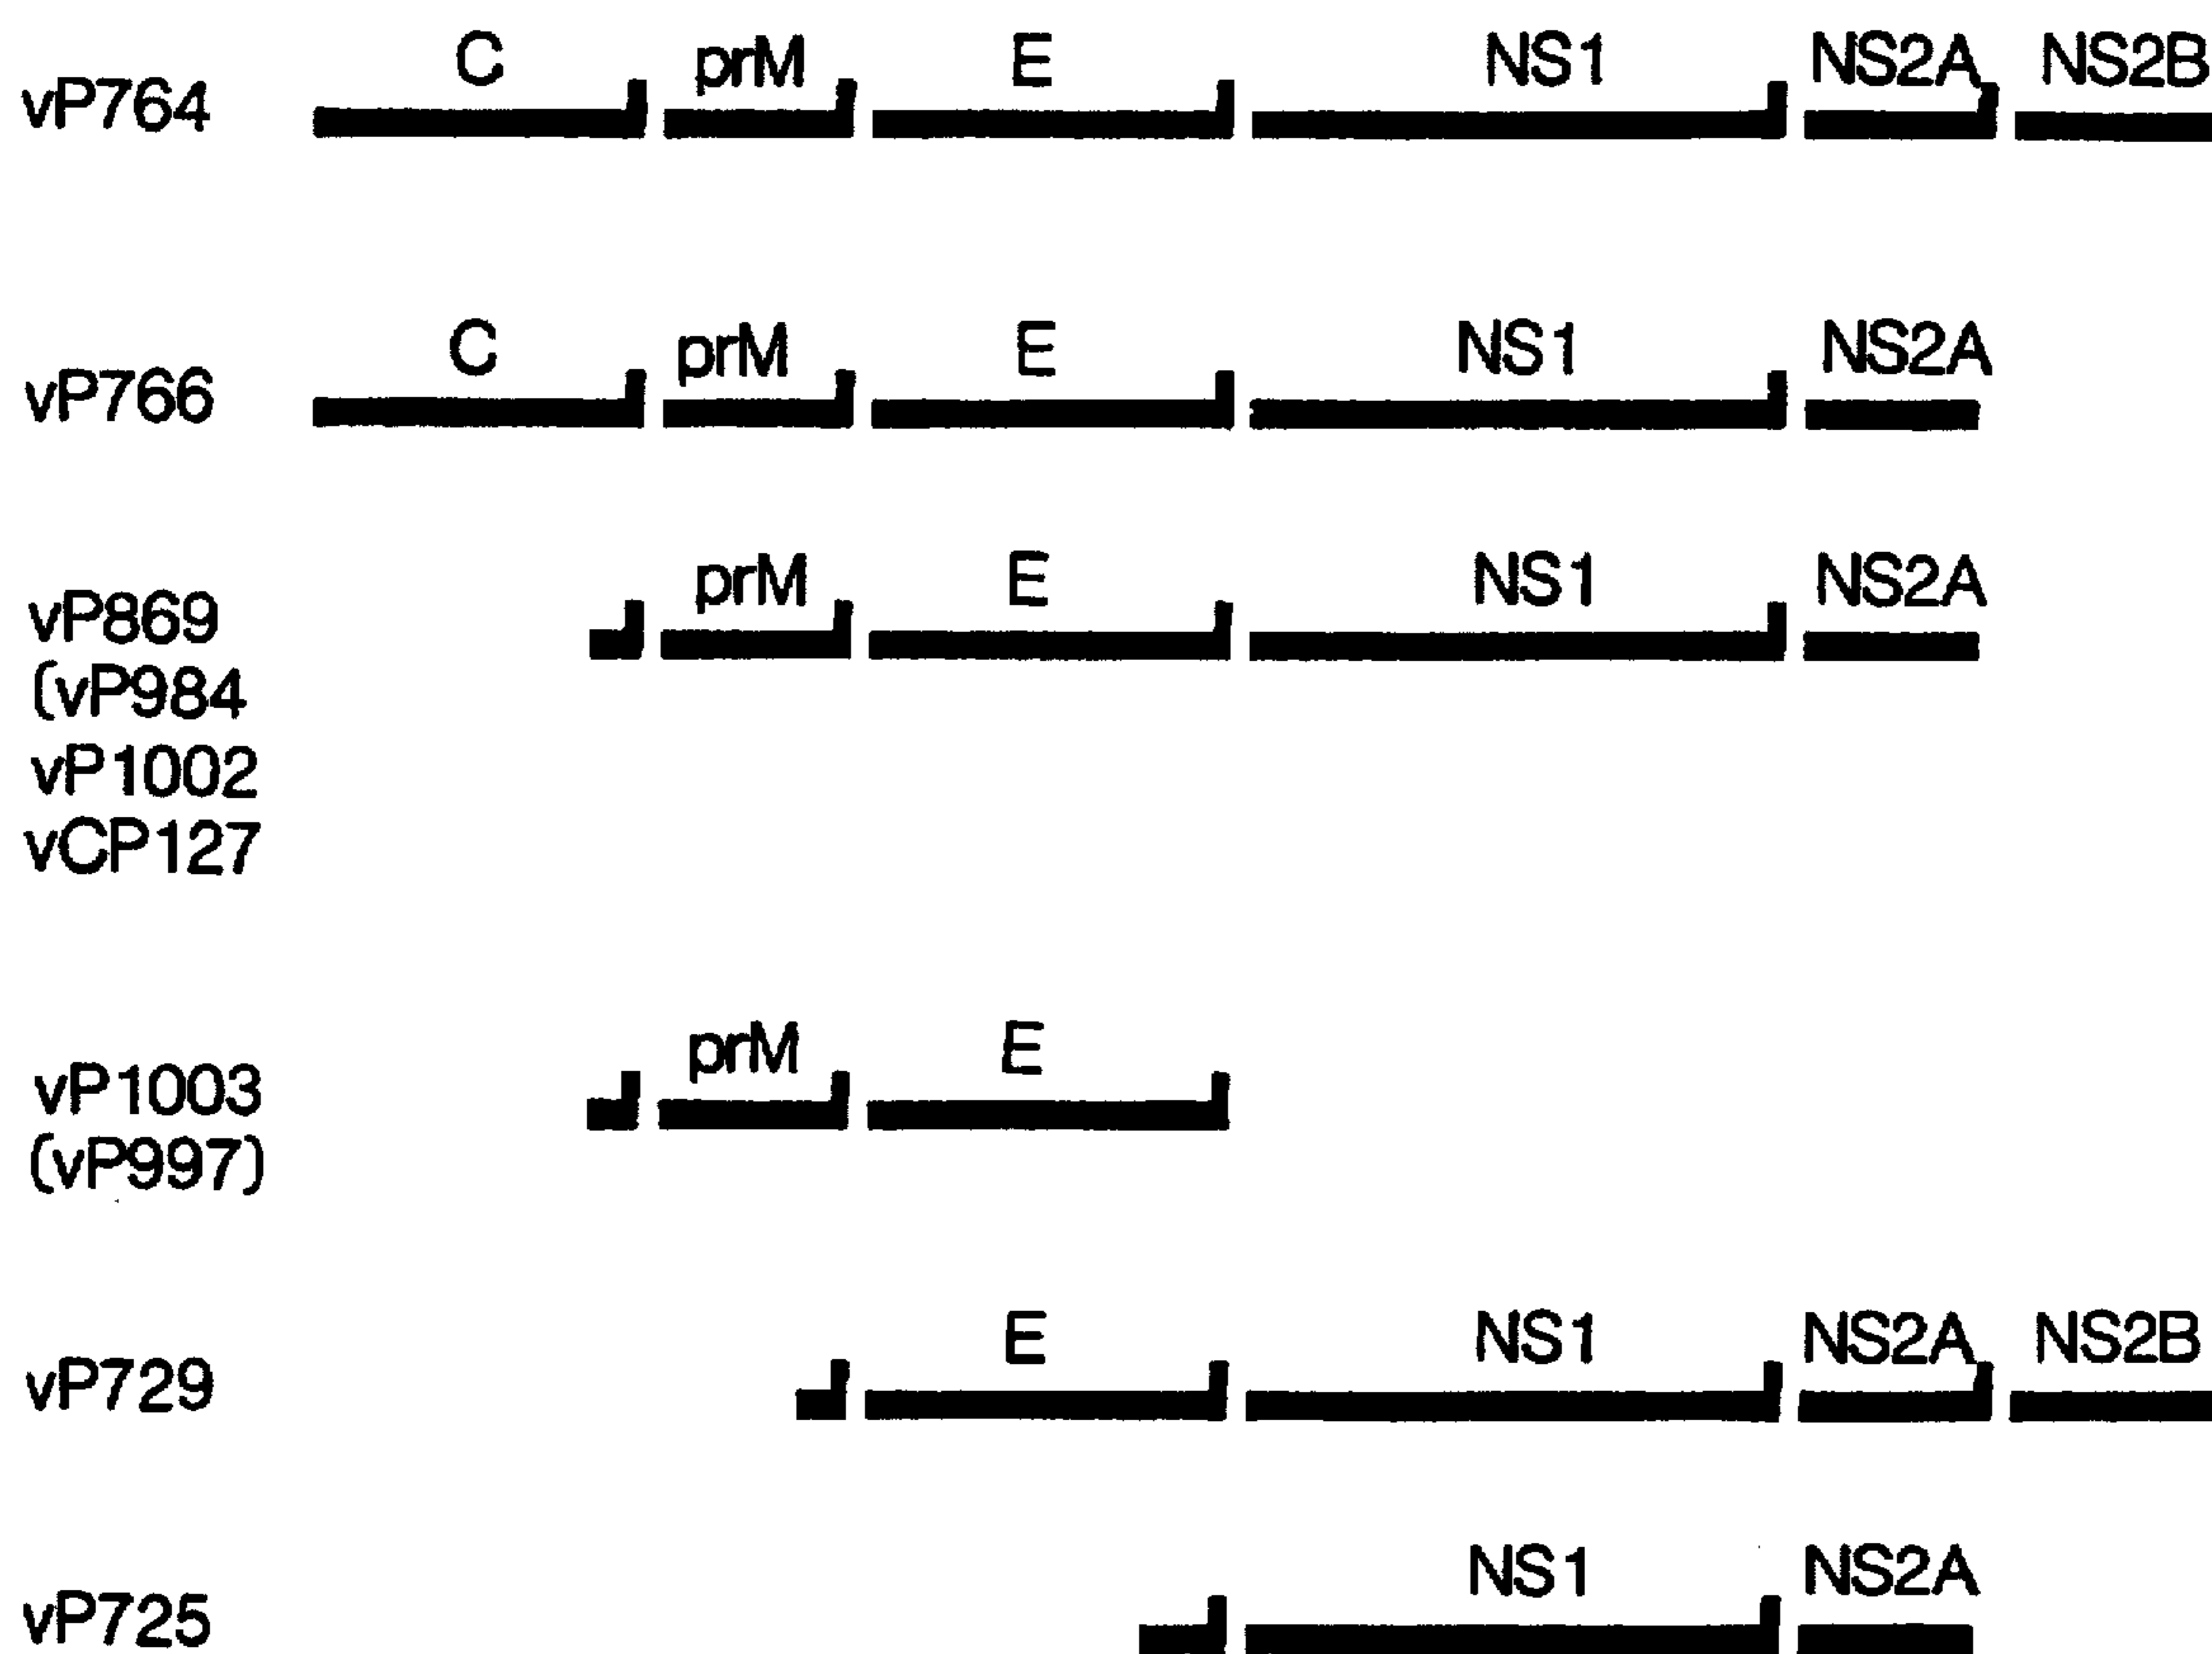 C prM E NS1 NS2A NS2B
vP764
C prM E NS1 NS2A
vP766
prM E NS1 NS2A
vP869
(vP984
vP1002
vCP127
prM E
vP1003
(vP997)
E NS1 NS2A NS2B
vP729
NS1 NS2A
vP725